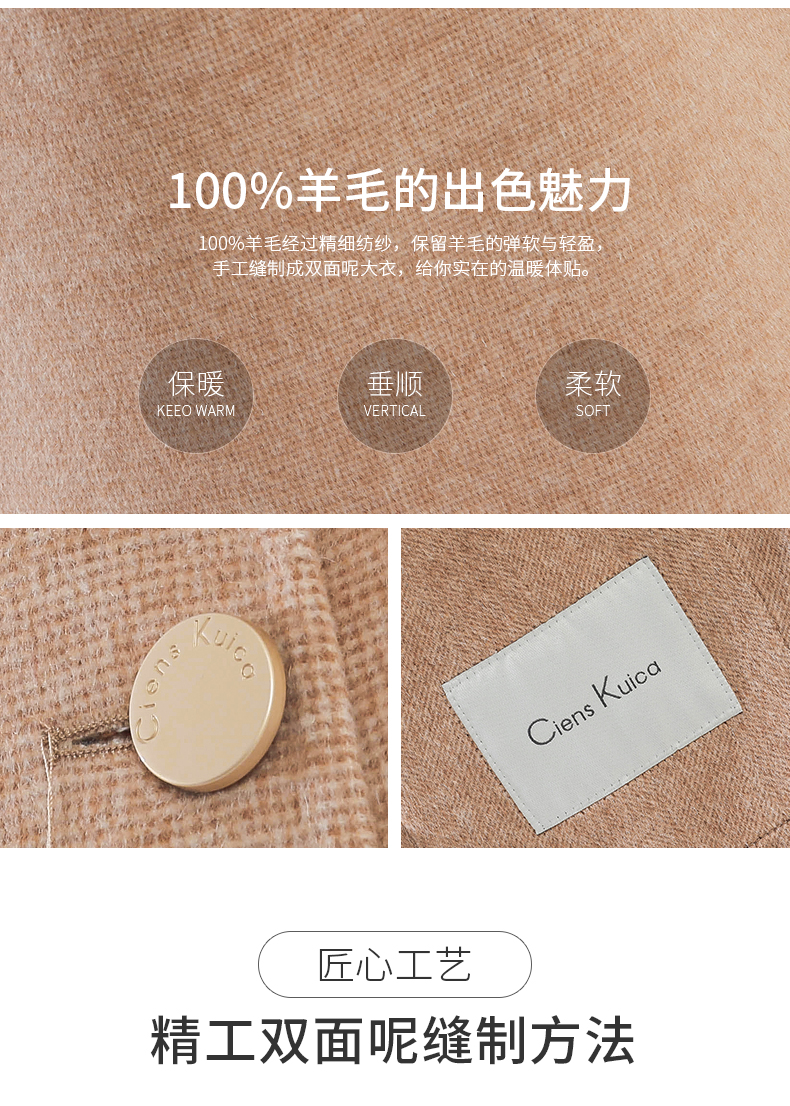 100%羊毛的出色魅力
100%羊毛经过精细纺纱，保留羊毛的弹软与轻盈，
手工缝制成双面呢大衣，给你实在的温暖体贴。
保暖
KEEO WARM
垂顺
VERTICAL
柔软
SOFT
Ciens Kuica
Ciens Kuica
匠心工艺
精工双面呢缝制方法